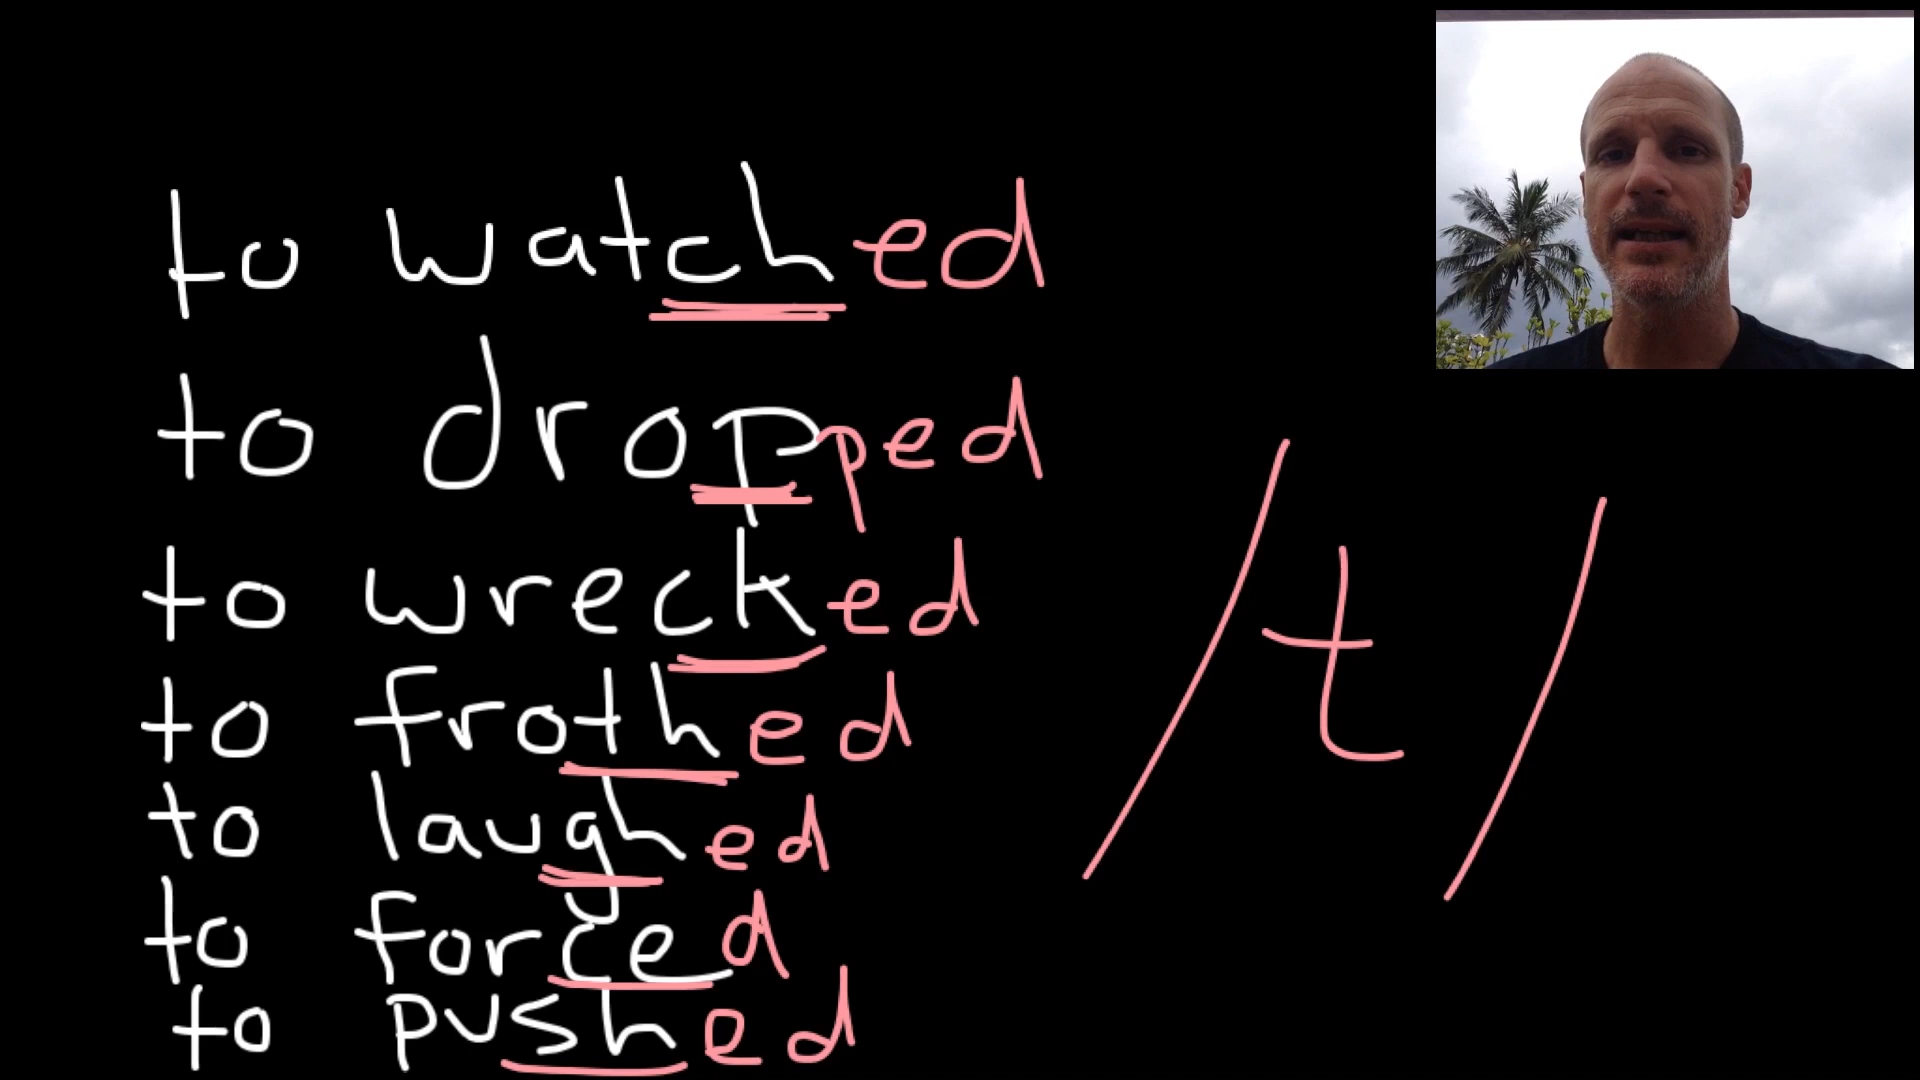 to watched
to dropped
to wrecked
to frothed
to laughed
to forced
to pushed
/t/